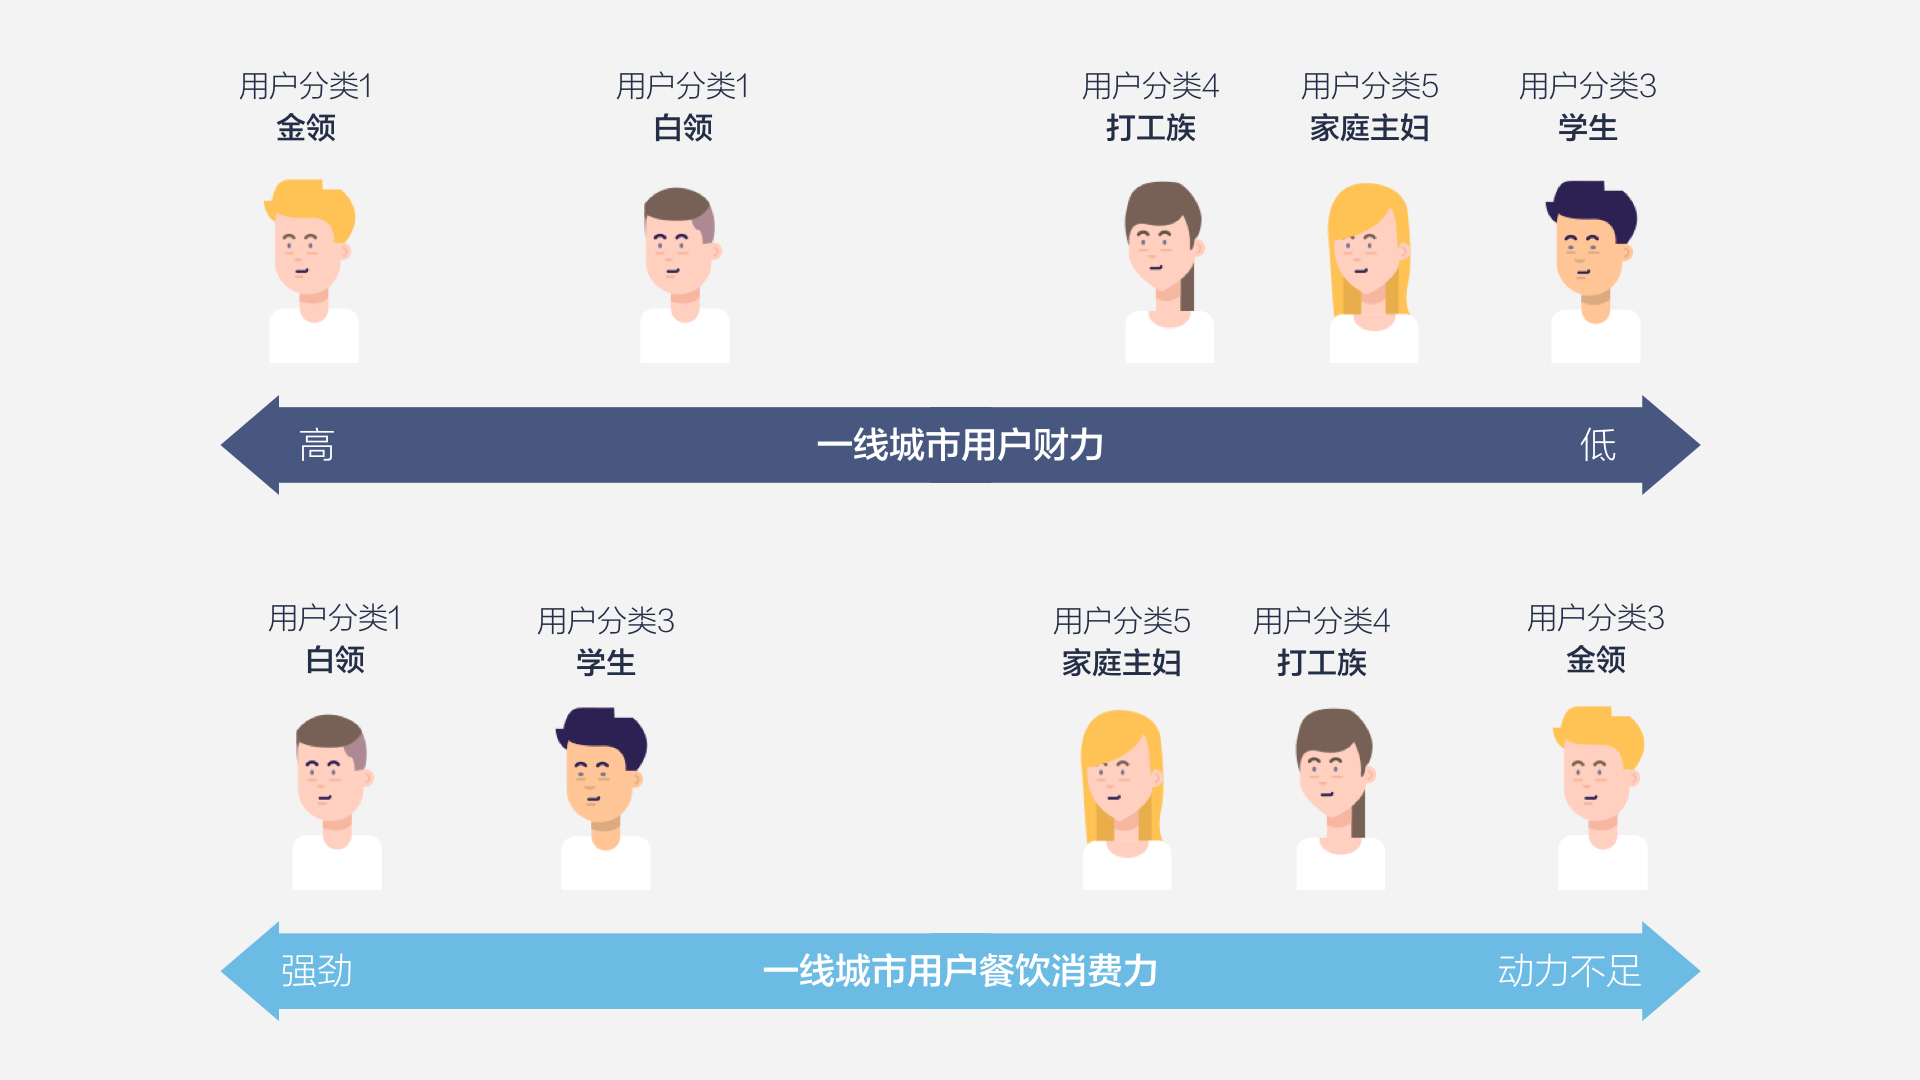 用户分类1
金领
用户分类1
白领
用户分类4
打工族
用户分类5
家庭主妇
用户分类3
学生
高
一线城市用户财力
低
用户分类1
白领
用户分类3
学生
用户分类5
家庭主妇
用户分类4
打工族
用户分类3
金领
强劲
一线城市用户餐饮消费力
动力不足